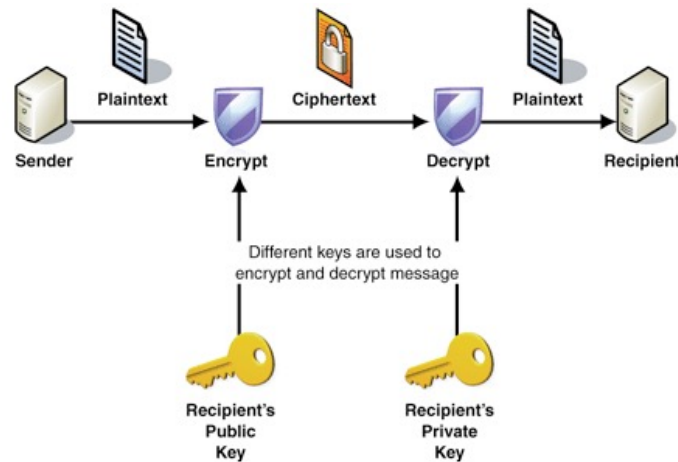 Plaintext
Ciphertext
Plaintext
Sender
Encrypt
Decrypt
Recipient
Different keys are used to
encrypt and decrypt message
Recipient's
Public
Key
Recipient's
Private
Key